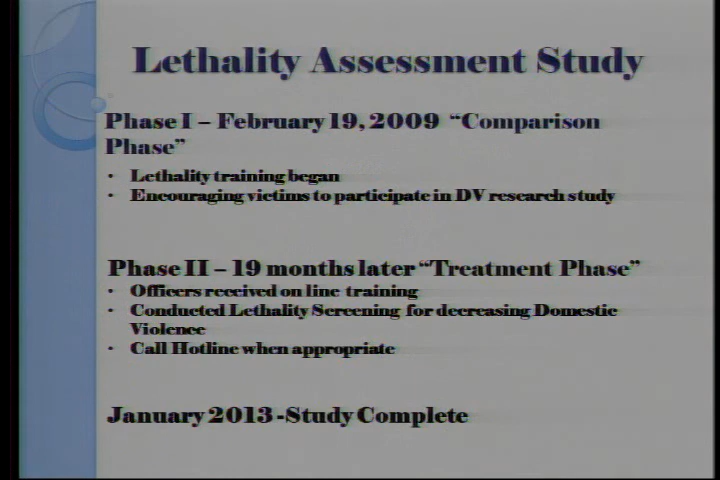 Lethality Assessment Study
Phase I – February 19, 2009 “Comparison
Phase”
• Lethality training began
• Encouraging victims to participate in DV research study
Phase II – 19 months later “Treatment Phase”
• Officers received on line training
• Conducted Lethality Screening for decreasing Domestic
Violence
• Call Hotline when appropriate
January 2013 -Study Complete